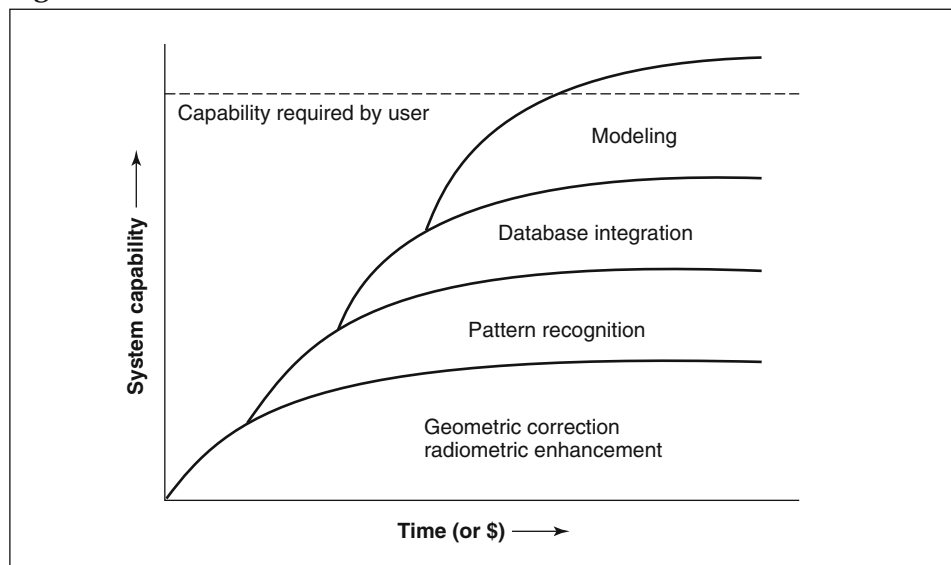 Capability required by user
Modeling
Database integration
Pattern recognition
Geometric correction
radiometric enhancement
System capability
Time (or $)